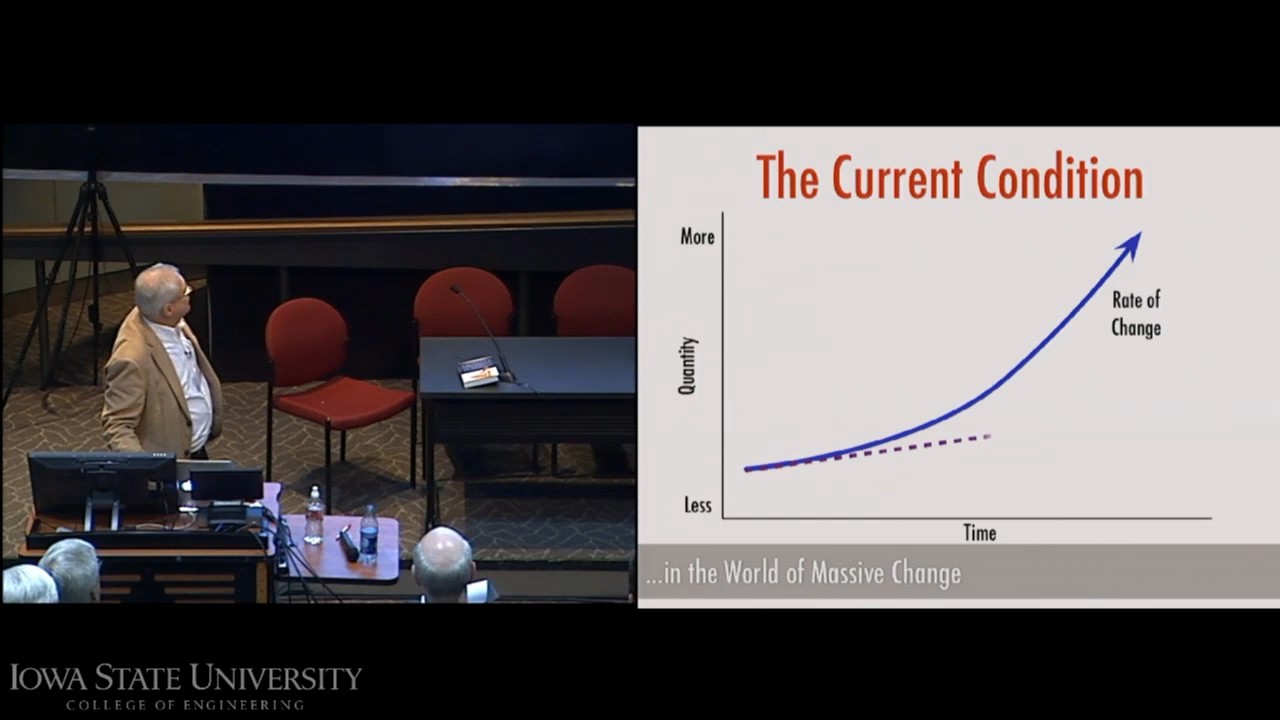 The Current Condition
More
Rate of
Change
Quantity
Less
Time
...in the World of Massive Change
IOWA STATE UNIVERSITY
COLLEGE OF ENGINEERING